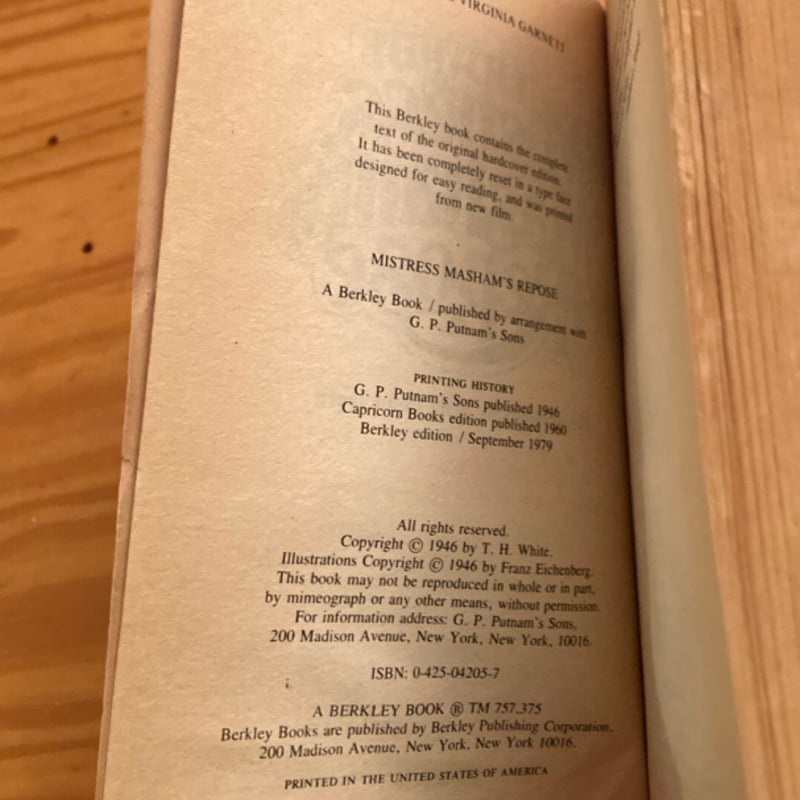 VIRGINIA GARNETT
This Berkley book contains the complete
text of the original hardcover edition.
It has been completely reset in a type face
designed for easy reading, and was printed
from new film.
MISTRESS MASHAM'S REPOSE
A Berkley Book / published by arrangement with
G. P. Putnam's Sons
PRINTING HISTORY
G. P. Putnam's Sons published 1946
Capricorn Books edition published 1960
Berkley edition / September 1979
All rights reserved.
Copyright © 1946 by T. H. White.
Illustrations Copyright © 1946 by Franz Eichenberg.
This book may not be reproduced in whole or in part,
by mimeograph or any other means, without permission.
For information address: G. P. Putnam's Sons,
200 Madison Avenue, New York, New York, 10016.
ISBN: 0-425-04205-7
A BERKLEY BOOK ® TM 757,375
Berkley Books are published by Berkley Publishing Corporation,
200 Madison Avenue, New York, New York 10016.
PRINTED IN THE UNITED STATES OF AMERICA